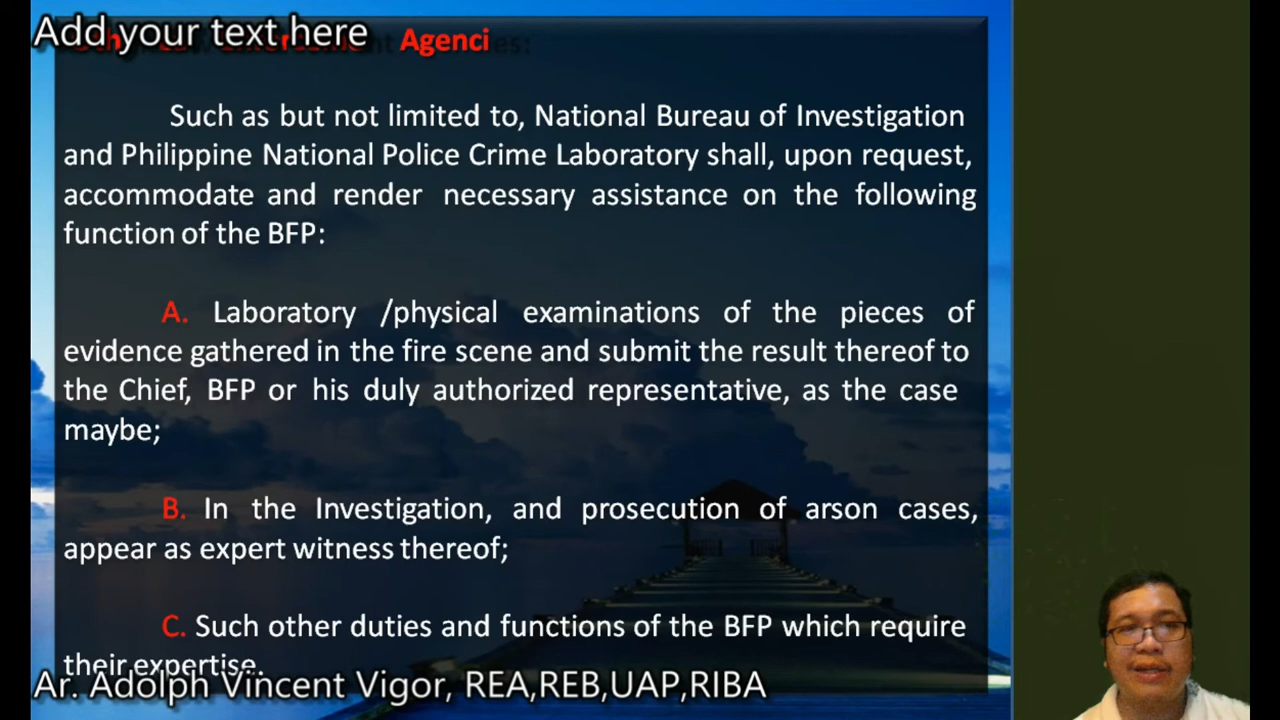 Add your text here
Agenci
Such as but not limited to, National Bureau of Investigation
and Philippine National Police Crime Laboratory shall, upon request,
accommodate and render necessary assistance on the following
function of the BFP:
A. Laboratory /physical examinations of the pieces of
evidence gathered in the fire scene and submit the result thereof to
the Chief, BFP or his duly authorized representative, as the case
maybe;
B. In the Investigation, and prosecution of arson cases,
appear as expert witness thereof;
C. Such other duties and functions of the BFP which require
their expertise.
Ar. Adolph Vincent Vigor, REA,REB,UAP,RIBA